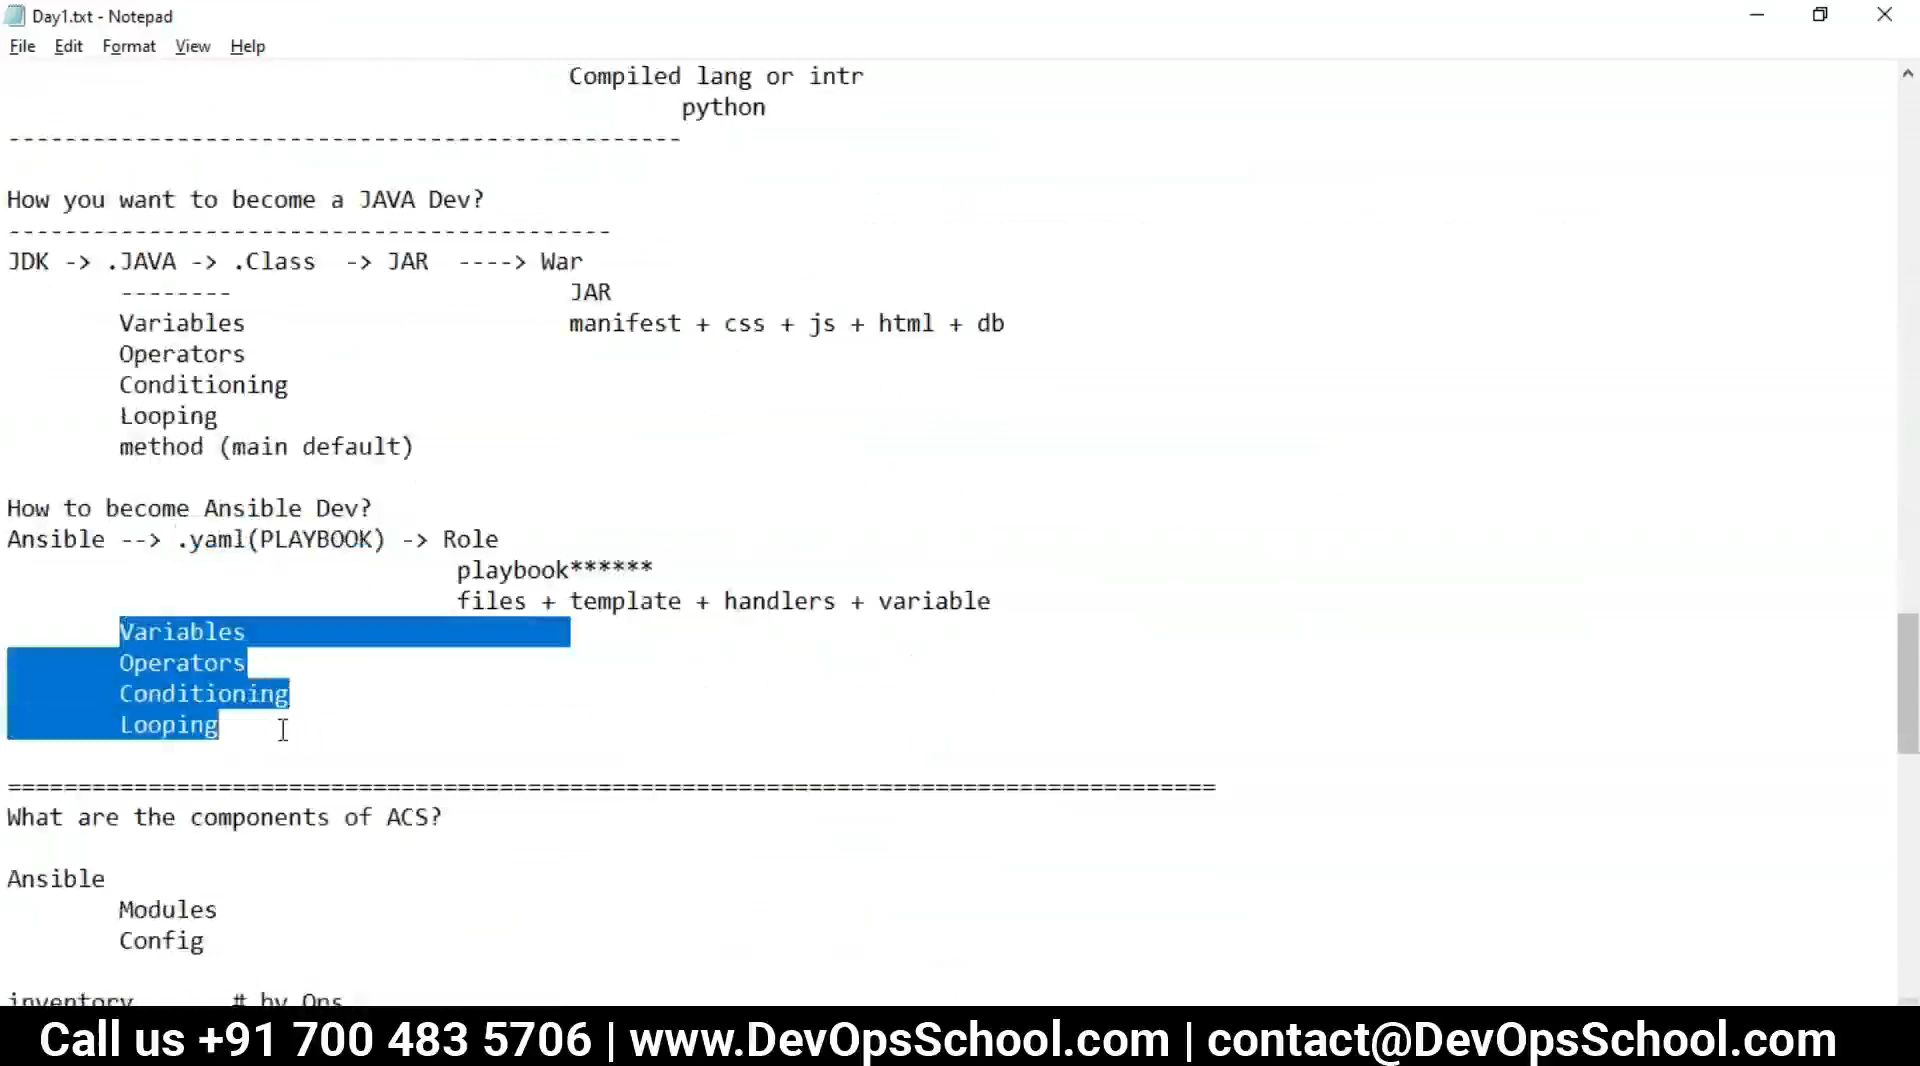 Day1.txt - Notepad
File Edit Format View Help
Compiled lang or intr
python
------------------------------------------------
How you want to become a JAVA Dev?
-------------------------------------------
JDK -> .JAVA -> .Class -> JAR ----> War
-------- JAR
Variables manifest + css + js + html + db
Operators
Conditioning
Looping
method (main default)
How to become Ansible Dev?
Ansible --> .yaml(PLAYBOOK) -> Role
playbook******
files + template + handlers + variable
Variables
Operators
Conditioning
Looping
======================================================================================
What are the components of ACS?
Ansible
Modules
Config
inventory # by Ops
Call us +91 700 483 5706 | www.DevOpsSchool.com | contact@DevOpsSchool.com